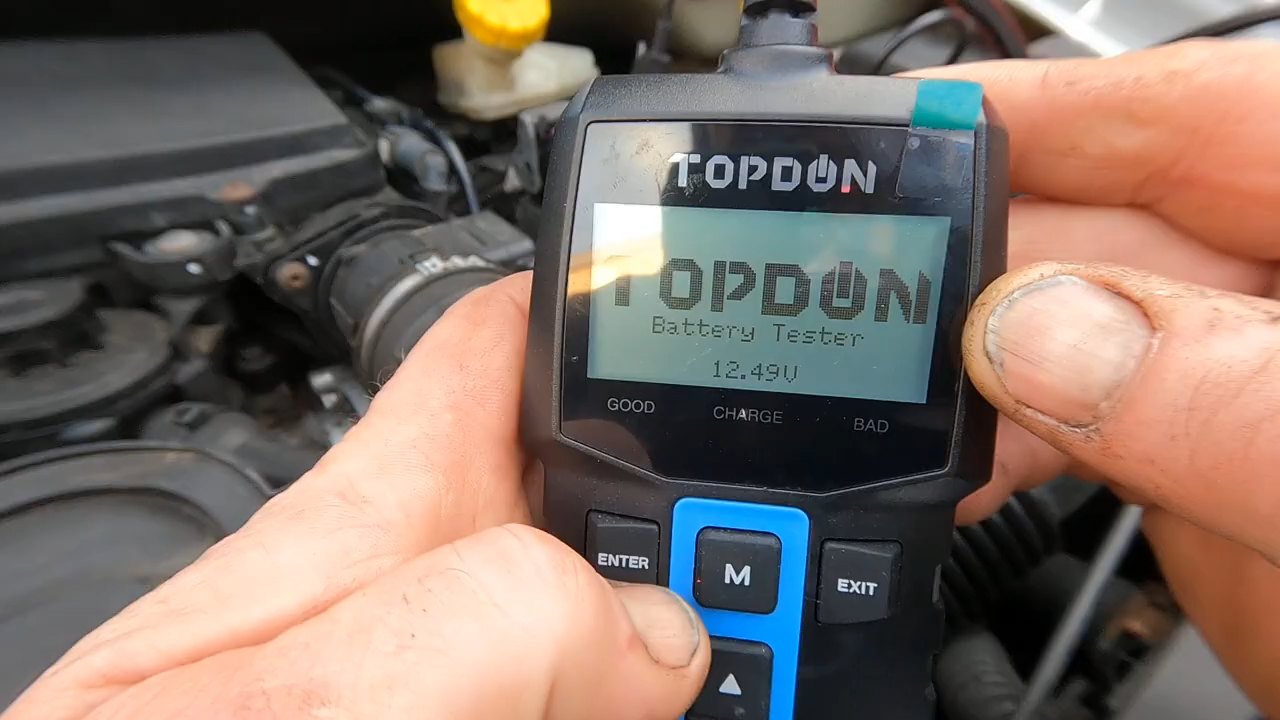 TOPDON
TOPDON
Battery Tester
12.49V
GOOD CHARGE BAD
ENTER M EXIT
▲